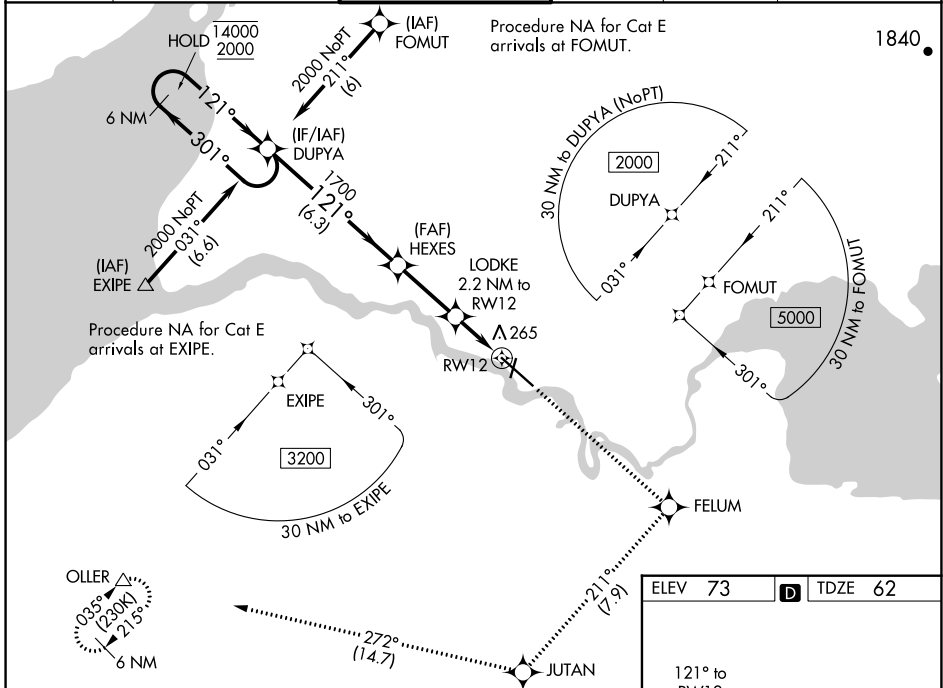 HOLD
14000
2000
(IAF)
FOMUT
Procedure NA for Cat E
arrivals at FOMUT.
1840
2000 NoPT
211°
(6)
6 NM
121°
301°
(IF/IAF)
DUPYA
1700
121°
(6.3)
2000 NoPT
031°
(6.6)
(IAF)
EXIPE
(FAF)
HEXES
LODKE
2.2 NM to
RW12
265
RW12
30 NM to DUPYA (NoPT)
2000
211°
DUPYA
031°
211°
FOMUT
5000
301°
30 NM to FOMUT
Procedure NA for Cat E
arrivals at EXIPE.
EXIPE
301°
031°
3200
30 NM to EXIPE
FELUM
211°
(7.9)
OLLER
035°
(230K)
215°
6 NM
272°
(14.7)
JUTAN
ELEV 73
D
TDZE 62
121° to